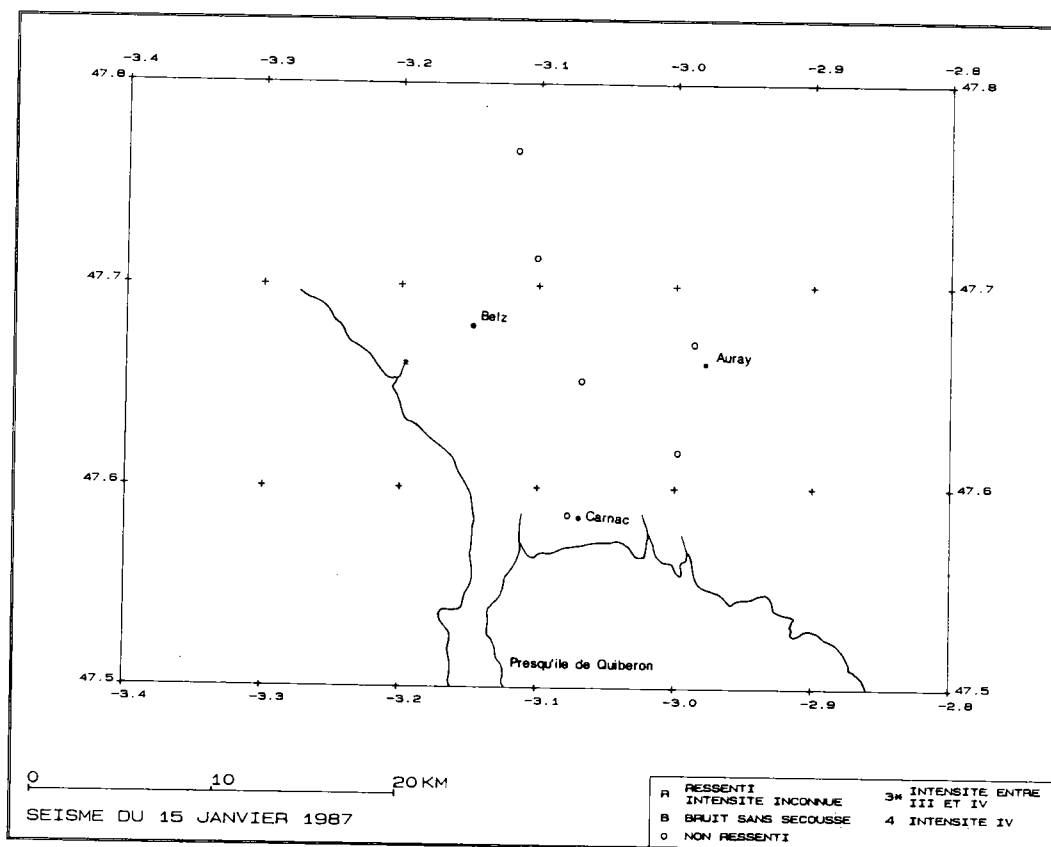 -3.4 -3.3 -3.2 -3.1 -3.0 -2.9 -2.8
47.8 47.8
47.7 47.7
Belz
Auray
47.6 47.6
Carnac
Presqu'ile de Quiberon
47.5 47.5
-3.4 -3.3 -3.2 -3.1 -3.0 -2.9 -2.8
0 10 20 KM
SEISME DU 15 JANVIER 1987
R RESSENTI
INTENSITE INCONNUE
B BRUIT SANS SECOUSSE
o NON RESSENTI
3* INTENSITE ENTRE
III ET IV
4 INTENSITE IV